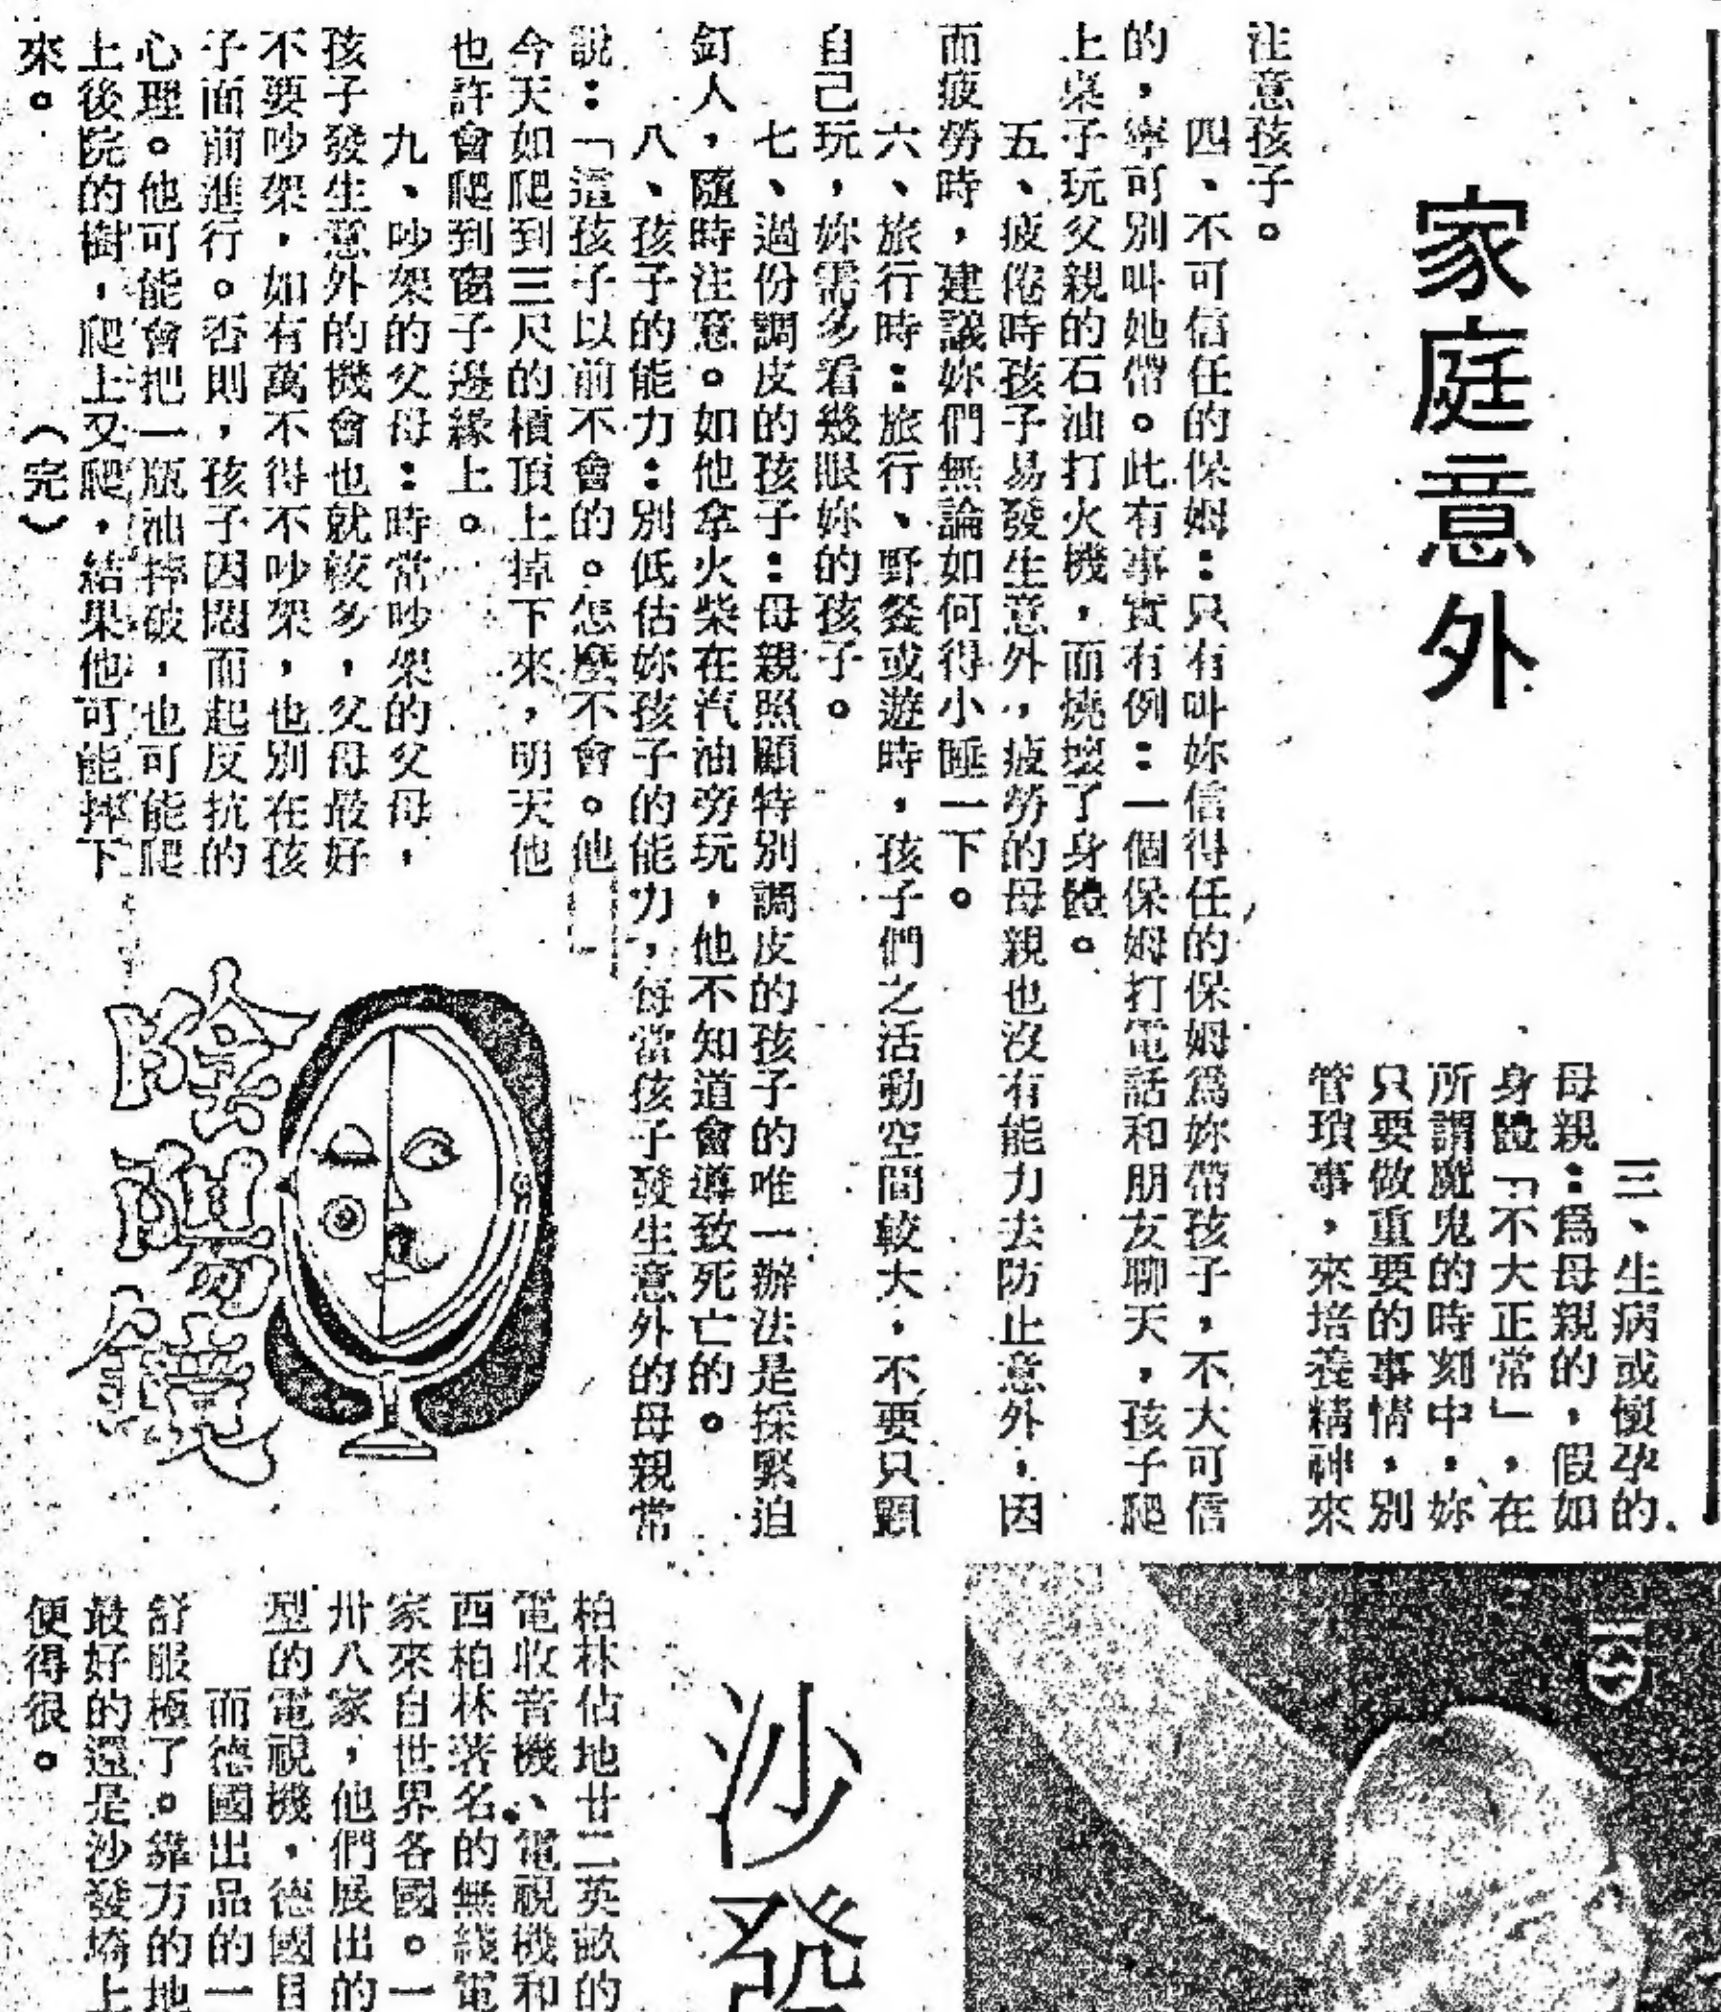 家庭意外
三、生病或懷孕的
母親：爲母親的，假如
身體「不大正常」，在
所謂魔鬼的時刻中，妳
只要做重要的事情，別
管瑣事，來培養精神來
注意孩子。
四、不可信任的保姆：只有叫妳信得任的保姆爲妳帶孩子，不大可信
的，寧可別叫她帶。此有事實有例：一個保姆打電話和朋友聊天，孩子爬
上桌子玩父親的石油打火機，而燒壞了身體。
五、疲倦時孩子易發生意外，疲勞的母親也沒有能力去防止意外，因
而疲勞時，建議妳們無論如何得小睡一下。
六、旅行時：旅行、野餐或遊時，孩子們之活動空間較大，不要只顧
自己玩，妳需多看幾眼妳的孩子。
七、過份調皮的孩子：母親照顧特別調皮的孩子的唯一辦法是採緊迫
釘人，隨時注意。如他拿火柴在汽油旁玩，他不知道會導致死亡的。
八、孩子的能力：別低估妳孩子的能力，每當孩子發生意外的母親常
說：「這孩子以前不會的。怎麼不會。他
今天如爬到三尺的櫃頂上掉下來，明天他
也許會爬到窗子邊緣上。
九、吵架的父母：時常吵架的父母，
孩子發生意外的機會也就較多，父母最好
不要吵架，如有萬不得不吵架，也別在孩
子面前進行。否則，孩子因悶而起反抗的
心理。他可能會把一瓶油摔破，也可能爬
上後院的樹，爬上又爬，結果他可能摔下
來。　（完）
陰陽鏡
沙發
柏林佔地廿二英畝的
電收音機、電視機和
西柏林著名的無綫電
家來自世界各國。一
卅八家，他們展出的
型的電視機，德國目
而德國出品的一
舒服極了。靠方的地
最好的還是沙發椅上
便得很。